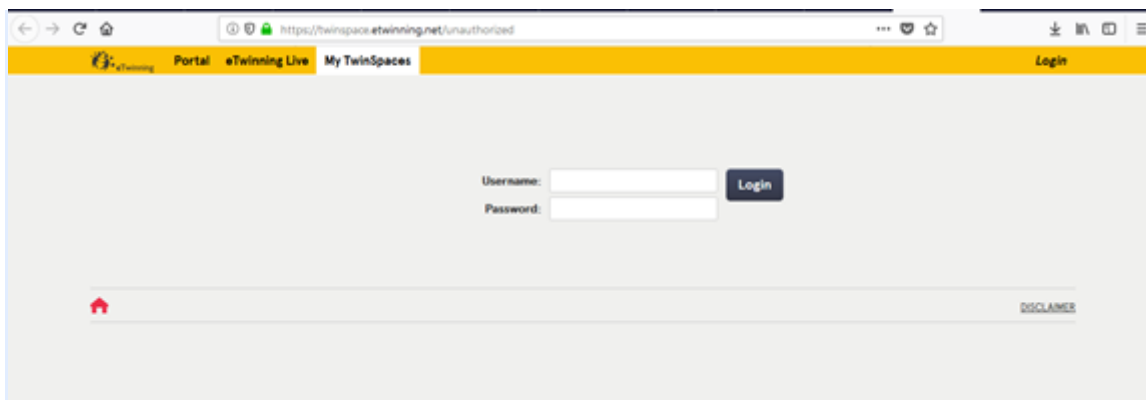 https://twinspace.etwinning.net/unauthorized
eTwinning Portal eTwinning Live My TwinSpaces Login
Username:
Login
Password:
DISCLAIMER